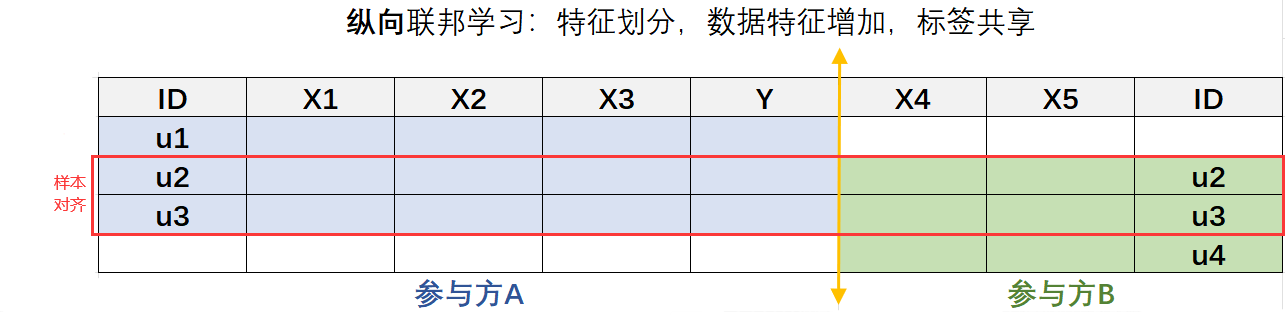 纵向联邦学习：特征划分，数据特征增加，标签共享
ID X1 X2 X3 Y X4 X5 ID
u1
样本
对齐
u2 u2
u3 u3
u4
参与方A 参与方B